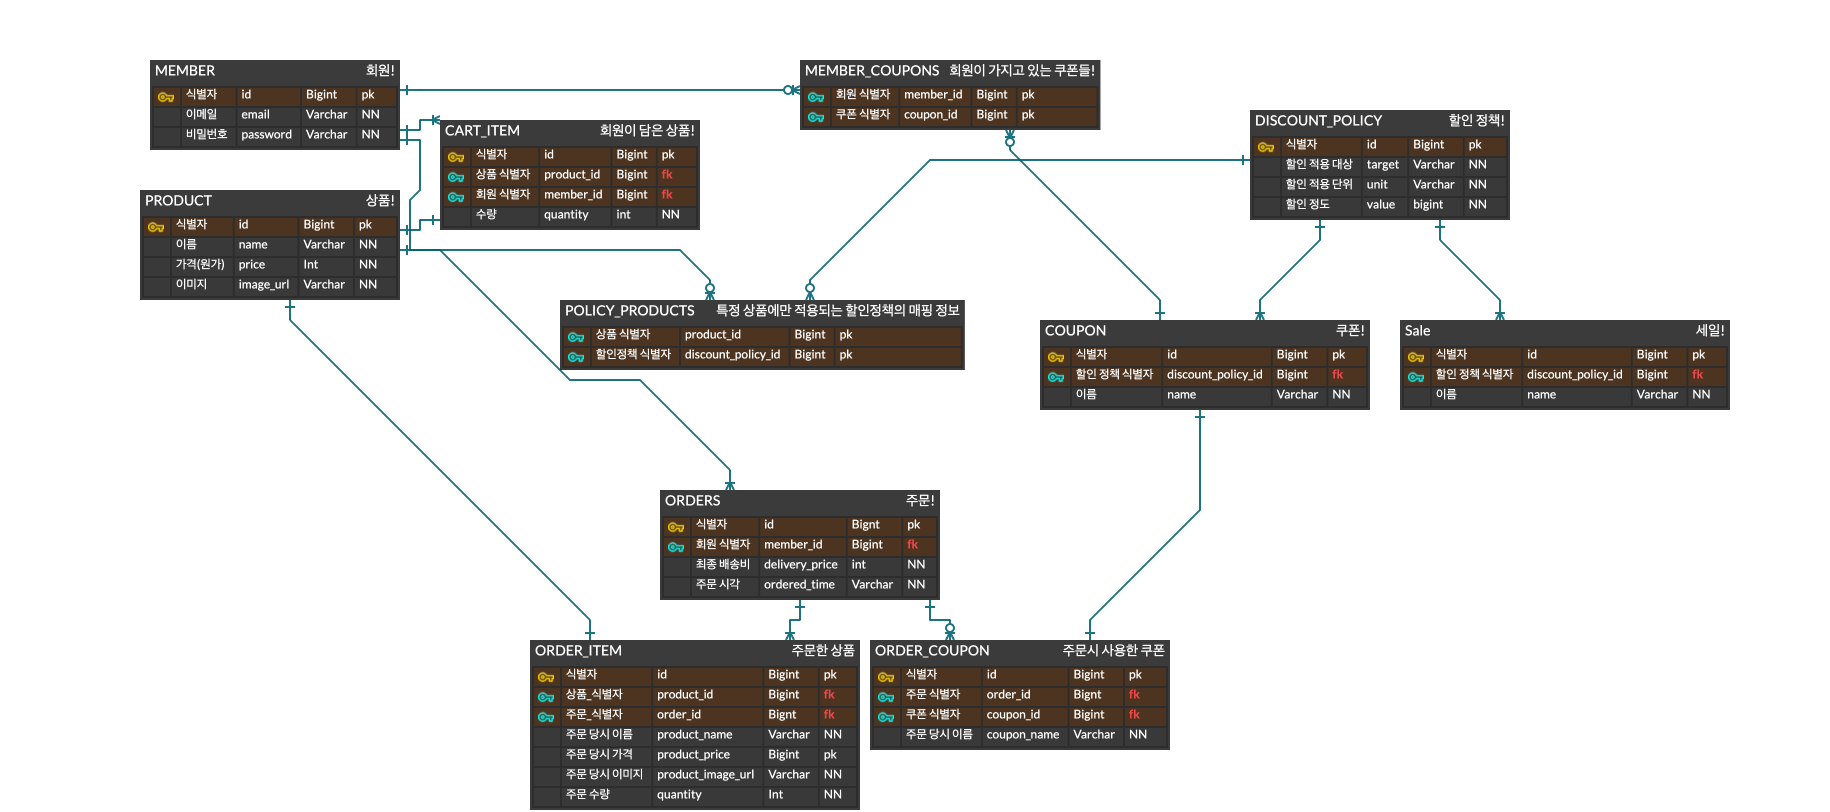 MEMBER 회원!
식별자 id Bigint pk
이메일 email Varchar NN
비밀번호 password Varchar NN
MEMBER_COUPONS 회원이 가지고 있는 쿠폰들!
회원 식별자 member_id Bigint pk
쿠폰 식별자 coupon_id Bigint pk
CART_ITEM 회원이 담은 상품!
식별자 id Bigint pk
상품 식별자 product_id Bigint fk
회원 식별자 member_id Bigint fk
수량 quantity int NN
DISCOUNT_POLICY 할인 정책!
식별자 id Bigint pk
할인 적용 대상 target Varchar NN
할인 적용 단위 unit Varchar NN
할인 정도 value bigint NN
PRODUCT 상품!
식별자 id Bigint pk
이름 name Varchar NN
가격(원가) price Int NN
이미지 image_url Varchar NN
POLICY_PRODUCTS 특정 상품에만 적용되는 할인정책의 매핑 정보
상품 식별자 product_id Bigint pk
할인정책 식별자 discount_policy_id Bigint pk
COUPON 쿠폰!
식별자 id Bigint pk
할인 정책 식별자 discount_policy_id Bigint fk
이름 name Varchar NN
Sale 세일!
식별자 id Bigint pk
할인 정책 식별자 discount_policy_id Bigint fk
이름 name Varchar NN
ORDERS 주문!
식별자 id Bignt pk
회원 식별자 member_id Bigint fk
최종 배송비 delivery_price int NN
주문 시각 ordered_time Varchar NN
ORDER_ITEM 주문한 상품
식별자 id Bigint pk
상품_식별자 product_id Bigint fk
주문_식별자 order_id Bignt fk
주문 당시 이름 product_name Varchar NN
주문 당시 가격 product_price Bigint pk
주문 당시 이미지 product_image_url Varchar NN
주문 수량 quantity Int NN
ORDER_COUPON 주문시 사용한 쿠폰
식별자 id Bigint pk
주문 식별자 order_id Bignt fk
쿠폰 식별자 coupon_id Bigint fk
주문 당시 이름 coupon_name Varchar NN